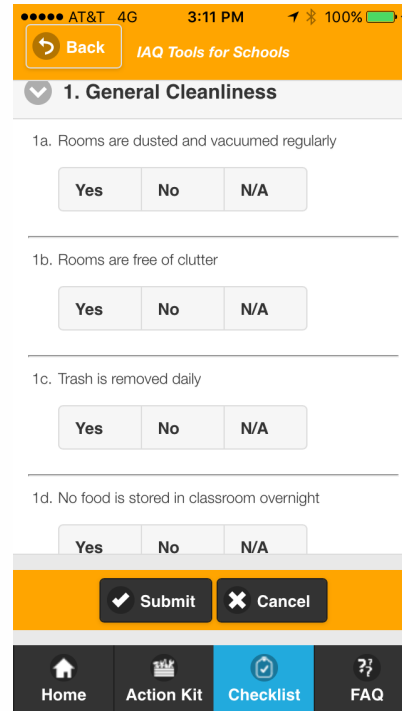 AT&T 4G 3:11 PM 100%
Back IAQ Tools for Schools
1. General Cleanliness
1a. Rooms are dusted and vacuumed regularly
Yes No N/A
1b. Rooms are free of clutter
Yes No N/A
1c. Trash is removed daily
Yes No N/A
1d. No food is stored in classroom overnight
Yes No N/A
Submit Cancel
Home Action Kit Checklist FAQ